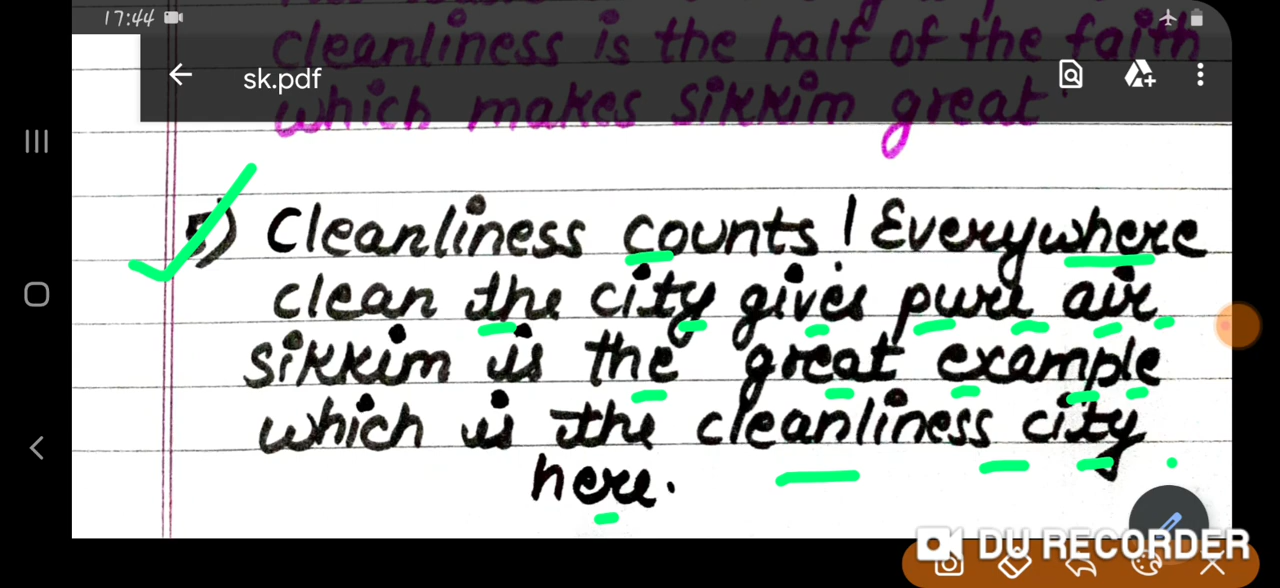 17:44
cleanliness is the half of the faith
sk.pdf
which makes sikkim great
5) Cleanliness counts ! Everywhere
clean the city gives pure air
sikkim is the great example
which is the cleanliness city
here.
DU RECORDER